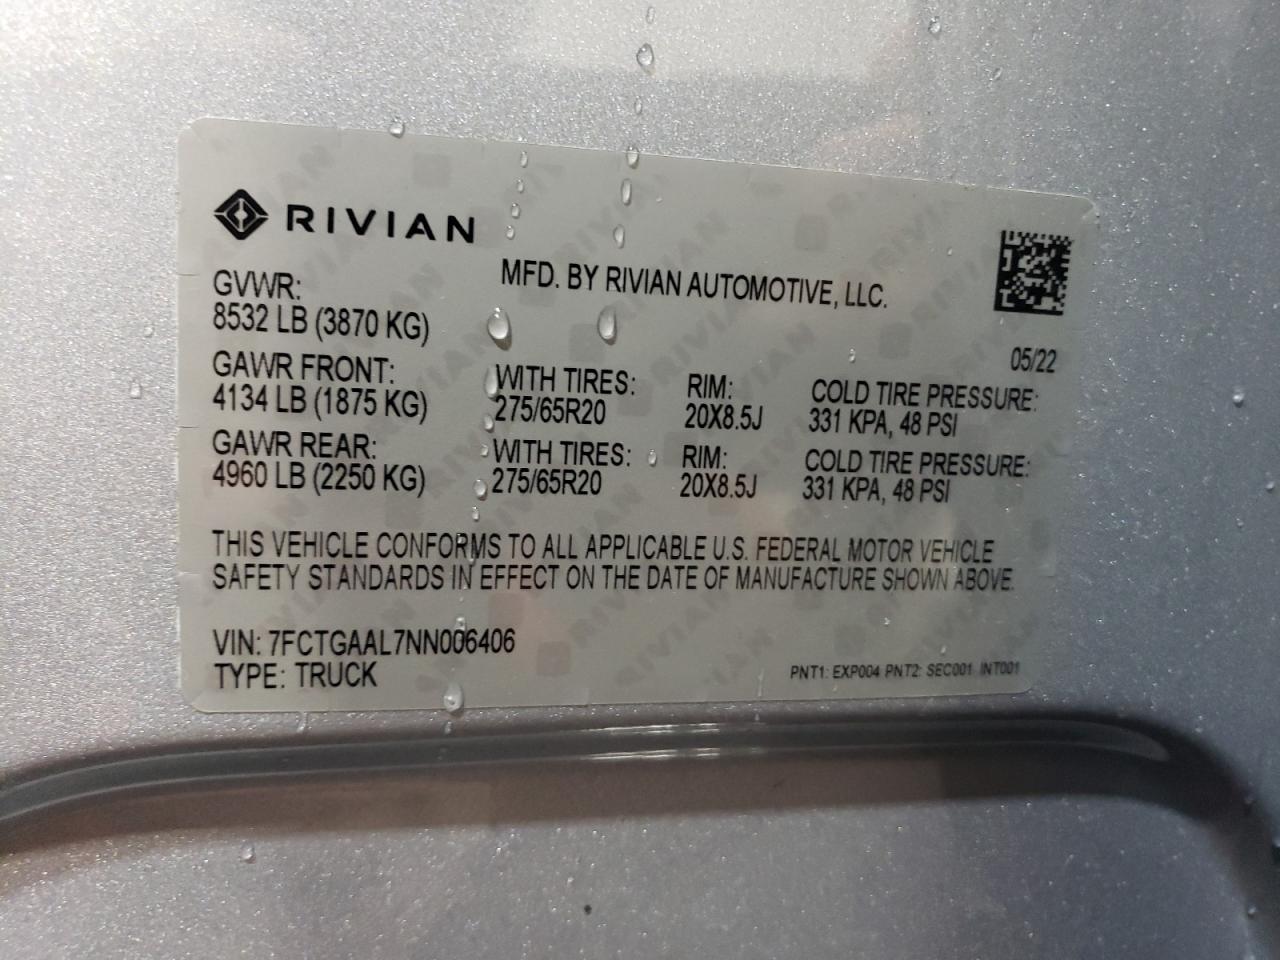 RIVIAN
MFD. BY RIVIAN AUTOMOTIVE, LLC.
GVWR:
8532 LB (3870 KG)
05/22
GAWR FRONT: WITH TIRES: RIM: COLD TIRE PRESSURE:
4134 LB (1875 KG) 275/65R20 20X8.5J 331 KPA, 48 PSI
GAWR REAR: WITH TIRES: RIM: COLD TIRE PRESSURE:
4960 LB (2250 KG) 275/65R20 20X8.5J 331 KPA, 48 PSI
THIS VEHICLE CONFORMS TO ALL APPLICABLE U.S. FEDERAL MOTOR VEHICLE
SAFETY STANDARDS IN EFFECT ON THE DATE OF MANUFACTURE SHOWN ABOVE.
VIN: 7FCTGAAL7NN006406
TYPE: TRUCK
PNT1: EXP004 PNT2: SEC001 INT001